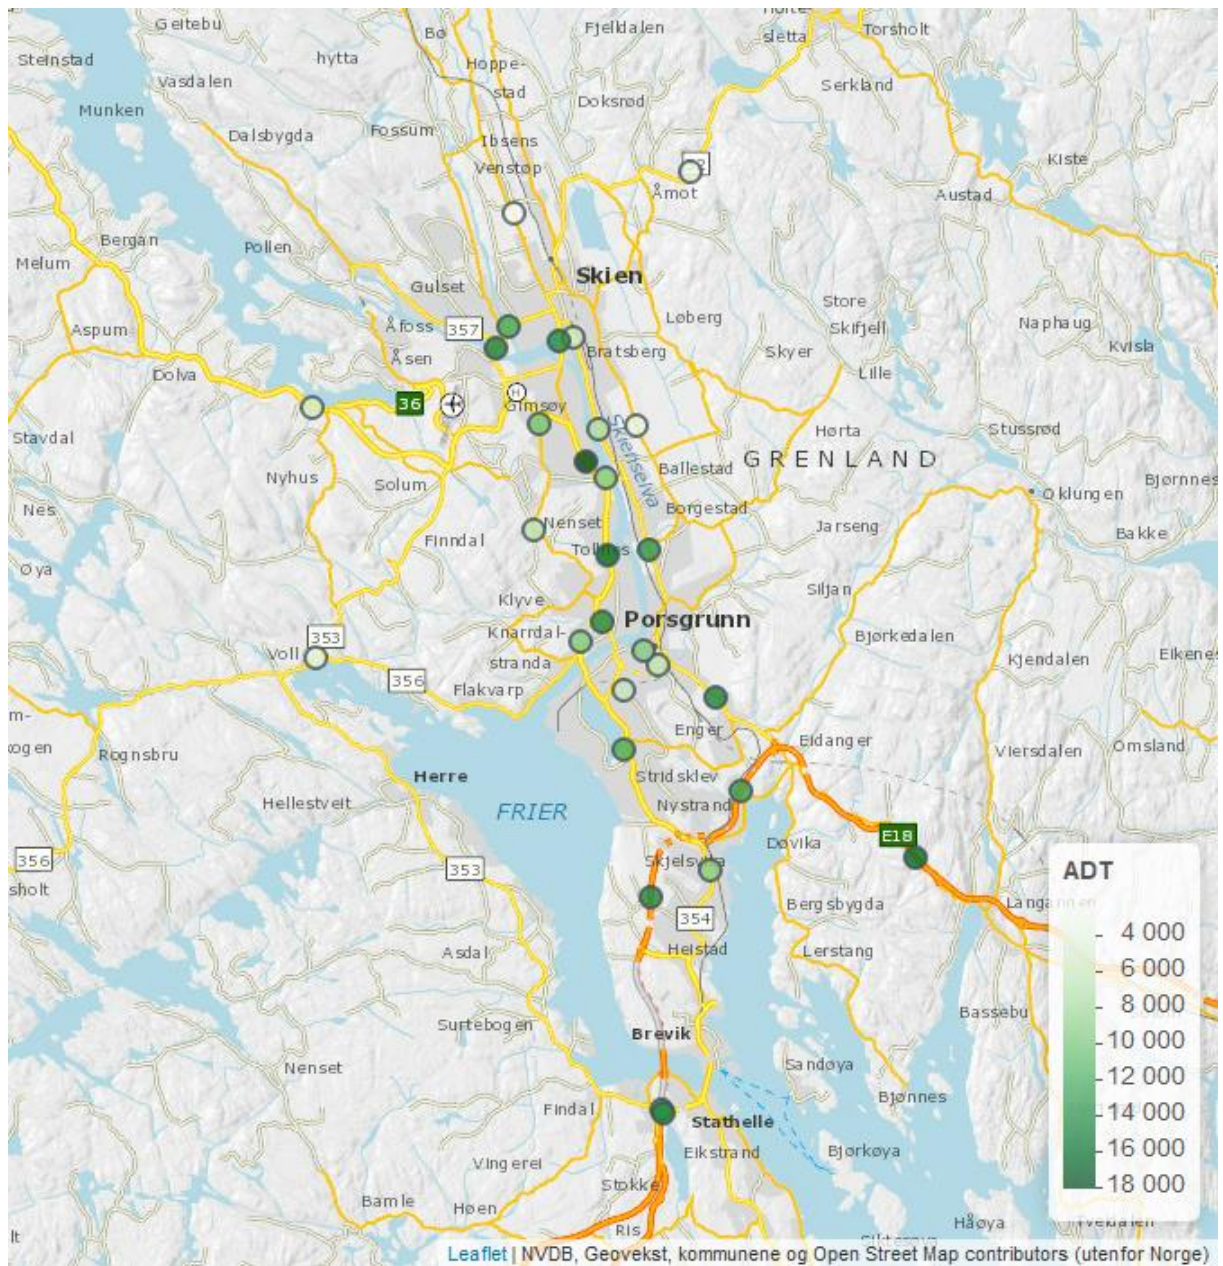 Geitebu
Bø
Fjelldalen
sletta
Torsholt
Steinstad
hytta
Hoppe-
stad
Vasdalen
Serkland
Munken
Doksrød
Dalsbygda
Fossum
Ibsens
Venstøp
Kiste
Åmot
Austad
Bergan
Pollen
Melum
Skien
Gulset
Store
Skifjell
Løberg
Naphaug
Aspum
Åfoss
357
Kvisla
Åsen
Bratsberg
Skyer
Dolva
Lille
36
H
Gimsøy
Stavdal
Hørta
Stussrød
Skienselva
GRENLAND
Nyhus
Solum
Ballestad
Bjørnnes
Oklungen
Nes
Borgestad
Nenset
Jarseng
Bakke
Finndal
Tollnes
Øya
Siljan
Klyve
Porsgrunn
Knarrdal-
stranda
353
Bjørkedalen
Voll
Kjendalen
Eikenes
356
Flakvarp
Enger
Eidanger
Viersdalen
Omsland
Rognsbru
Herre
Stridsklev
Hellestveit
FRIER
Nystrand
E18
Døvika
356
353
ADT
Bergsbygda
354
4 000
Asdal
Heistad
Lerstang
6 000
8 000
Surtebogen
Bassebu
Brevik
10 000
Nenset
Sandøya
12 000
Findal
Bjønnes
Stathelle
14 000
Eikstrand
Bjørkøya
16 000
Vingerei
Stokke
18 000
Bamle
Høen
Ris
Håøya
Leaflet | NVDB, Geovekst, kommunene og Open Street Map contributors (utenfor Norge)